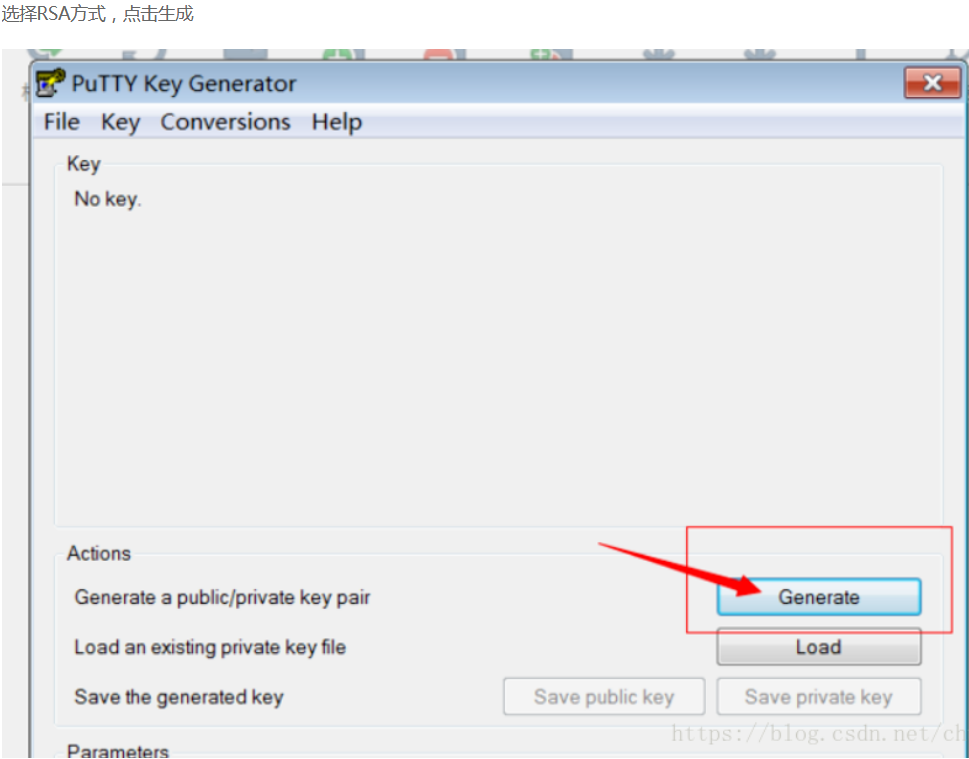 选择RSA方式，点击生成
PuTTY Key Generator
File Key Conversions Help
Key
No key.
Actions
Generate a public/private key pair
Generate
Load an existing private key file
Load
Save the generated key
Save public key
Save private key
https://blog.csdn.net/ch
Parameters